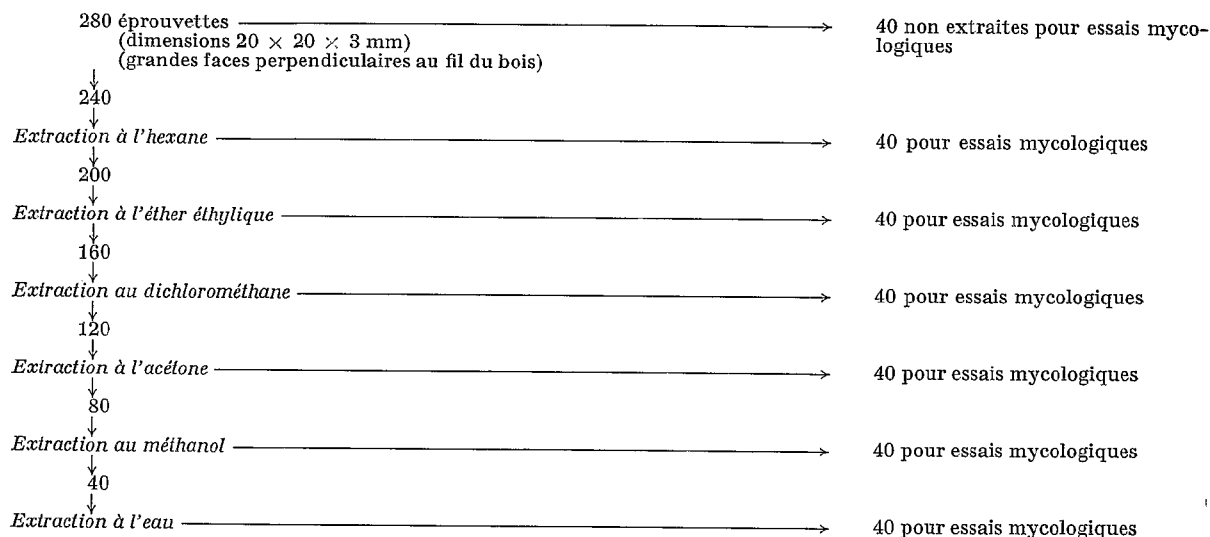 280 éprouvettes
40 non extraites pour essais myco-
logiques
(dimensions 20 × 20 × 3 mm)
(grandes faces perpendiculaires au fil du bois)
240
Extraction à l'hexane
40 pour essais mycologiques
200
Extraction à l'éther éthylique
40 pour essais mycologiques
160
Extraction au dichlorométhane
40 pour essais mycologiques
120
Extraction à l'acétone
40 pour essais mycologiques
80
Extraction au méthanol
40 pour essais mycologiques
40
Extraction à l'eau
40 pour essais mycologiques